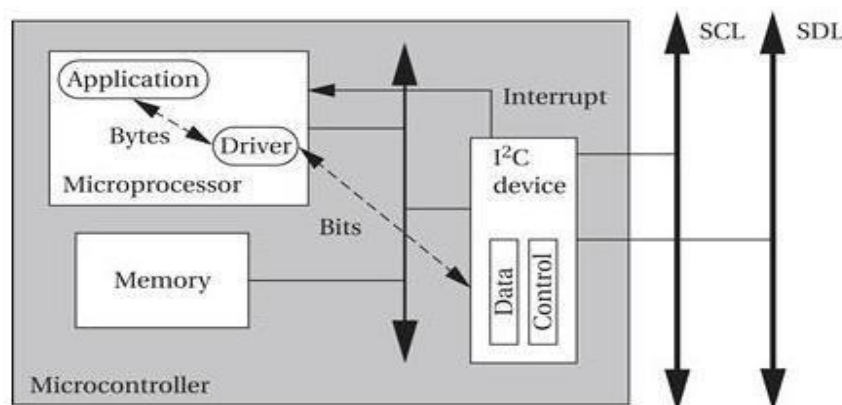 SCL
SDL
Application
Interrupt
Bytes
Driver
I²C
device
Microprocessor
Bits
Memory
Data
Control
Microcontroller